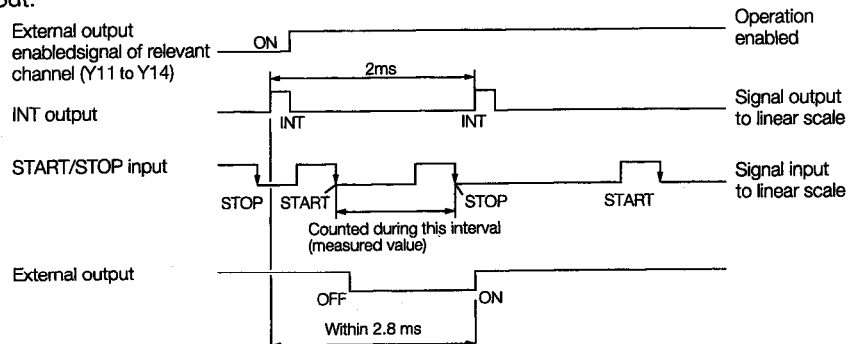 out.
External output
enabledsignal of relevant
channel (Y11 to Y14)
ON
Operation
enabled
2ms
INT output
INT
INT
Signal output
to linear scale
START/STOP input
Signal input
to linear scale
STOP
START
STOP
START
Counted during this interval
(measured value)
External output
OFF
ON
Within 2.8 ms